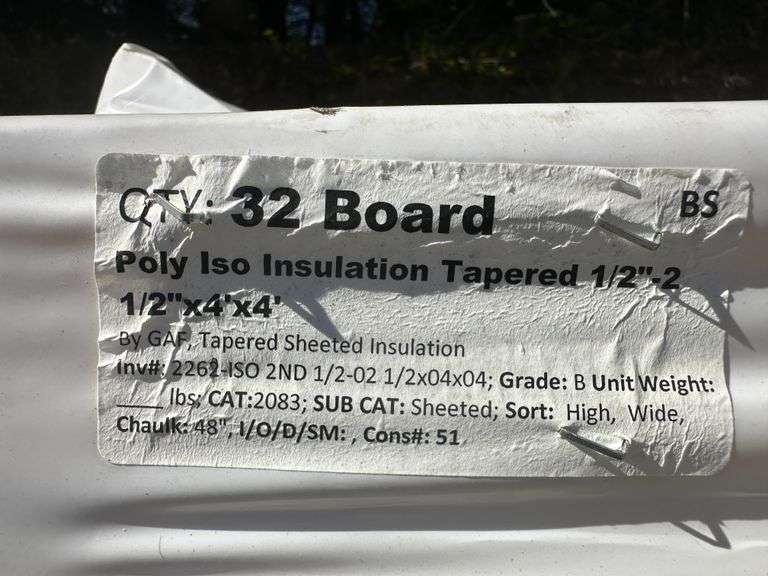 QTY: 32 Board BS
Poly Iso Insulation Tapered 1/2"-2
1/2"x4'x4'
By GAF, Tapered Sheeted Insulation
Inv#: 2262-ISO 2ND 1/2-02 1/2x04x04; Grade: B Unit Weight:
____ lbs; CAT:2083; SUB CAT: Sheeted; Sort: High, Wide,
Chaulk: 48", I/O/D/SM: , Cons#: 51